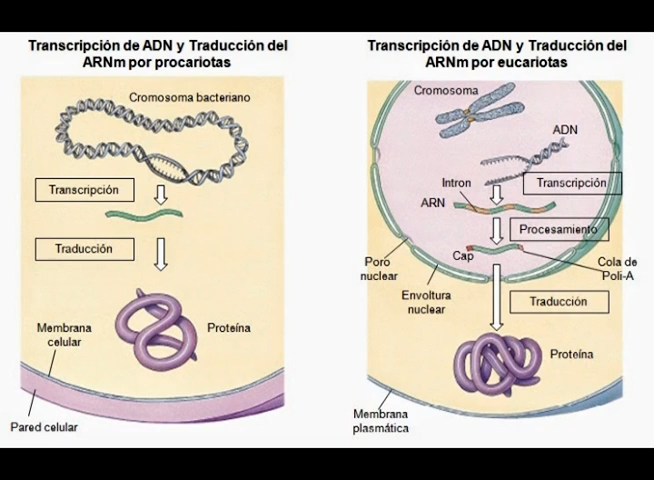 Transcripción de ADN y Traducción del
ARNm por procariotas
Cromosoma bacteriano
Transcripción
Traducción
Proteína
Membrana
celular
Pared celular
Transcripción de ADN y Traducción del
ARNm por eucariotas
Cromosoma
ADN
Intron
Transcripción
ARN
Procesamiento
Cap
Poro
nuclear
Cola de
Poli-A
Envoltura
nuclear
Traducción
Proteína
Membrana
plasmática